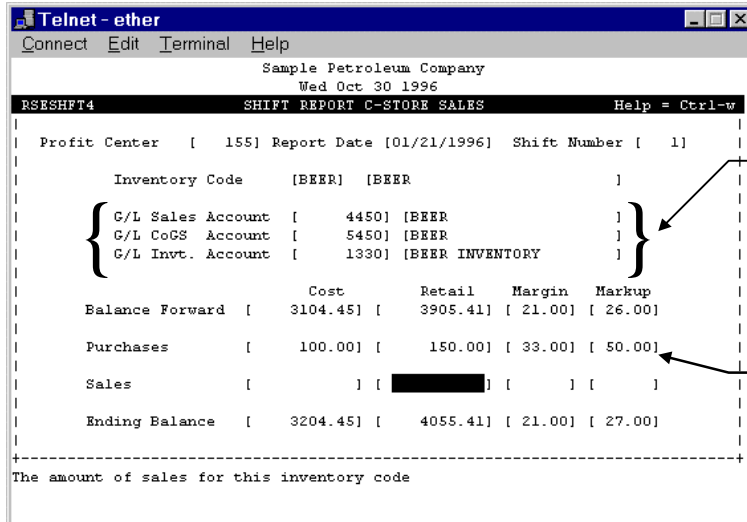 Telnet - ether
Connect Edit Terminal Help
Sample Petroleum Company
Wed Oct 30 1996
RSESHFT4 SHIFT REPORT C-STORE SALES Help = Ctrl-w
Profit Center [ 155] Report Date [01/21/1996] Shift Number [ 1]
Inventory Code [BEER] [BEER ]
G/L Sales Account [ 4450] [BEER ]
G/L CoGS Account [ 5450] [BEER ]
G/L Invt. Account [ 1330] [BEER INVENTORY ]
Cost Retail Margin Markup
Balance Forward [ 3104.45] [ 3905.41] [ 21.00] [ 26.00]
Purchases [ 100.00] [ 150.00] [ 33.00] [ 50.00]
Sales [ ] [ ] [ ] [ ]
Ending Balance [ 3204.45] [ 4055.41] [ 21.00] [ 27.00]
The amount of sales for this inventory code